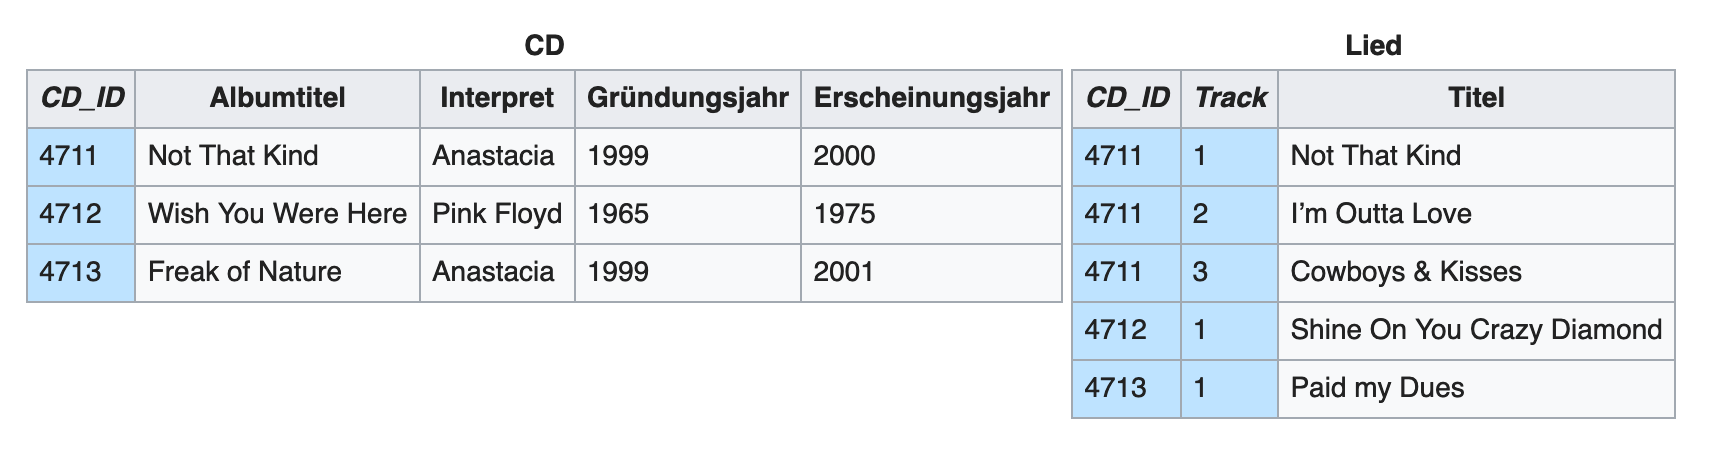 CD
CD_ID Albumtitel Interpret Gründungsjahr Erscheinungsjahr
4711 Not That Kind Anastacia 1999 2000
4712 Wish You Were Here Pink Floyd 1965 1975
4713 Freak of Nature Anastacia 1999 2001
Lied
CD_ID Track Titel
4711 1 Not That Kind
4711 2 I’m Outta Love
4711 3 Cowboys & Kisses
4712 1 Shine On You Crazy Diamond
4713 1 Paid my Dues